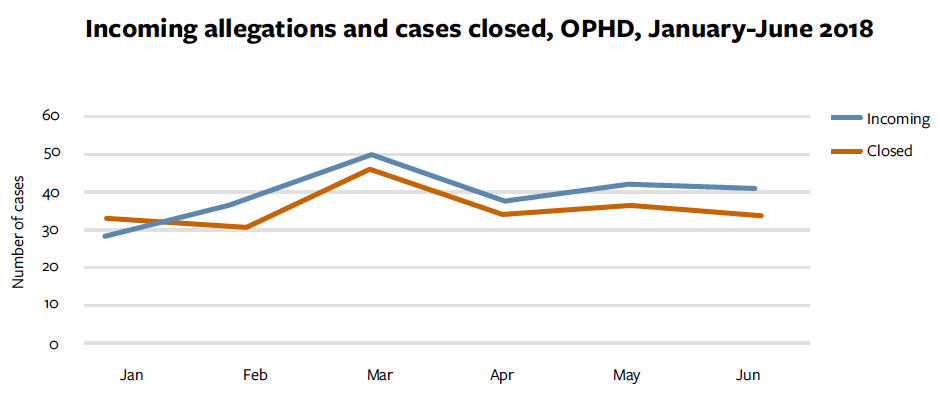 Incoming allegations and cases closed, OPHD, January–June 2018
60
50
40
30
20
10
0
Number of cases
Jan Feb Mar Apr May Jun
Incoming
Closed